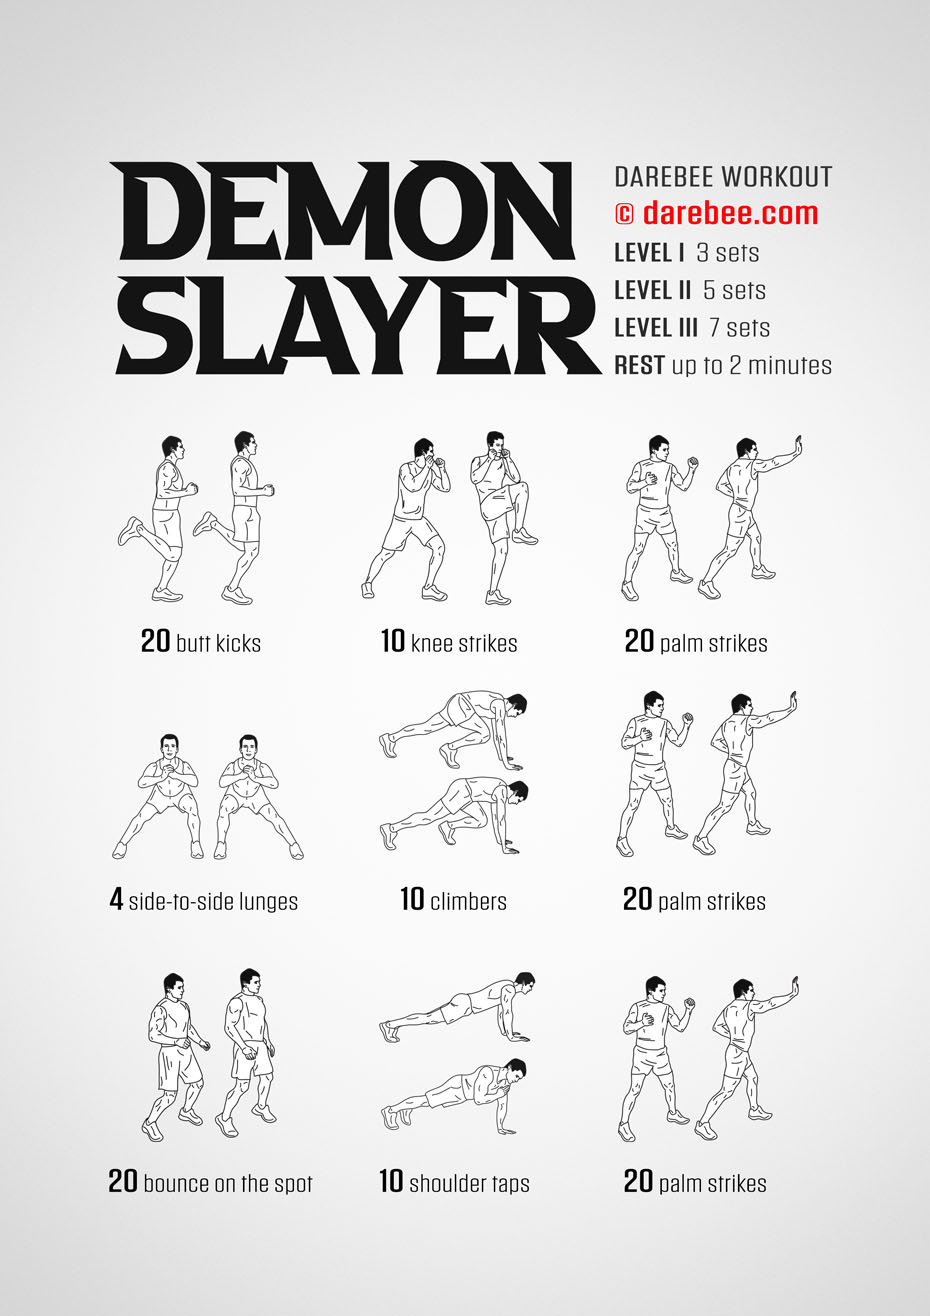 DEMON
SLAYER
DAREBEE WORKOUT
© darebee.com
LEVEL I 3 sets
LEVEL II 5 sets
LEVEL III 7 sets
REST up to 2 minutes
20 butt kicks
10 knee strikes
20 palm strikes
4 side-to-side lunges
10 climbers
20 palm strikes
20 bounce on the spot
10 shoulder taps
20 palm strikes